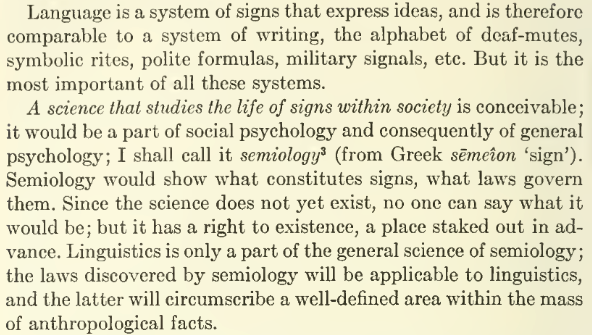 Language is a system of signs that express ideas, and is therefore
comparable to a system of writing, the alphabet of deaf-mutes,
symbolic rites, polite formulas, military signals, etc. But it is the
most important of all these systems.
A science that studies the life of signs within society is conceivable;
it would be a part of social psychology and consequently of general
psychology; I shall call it semiology³ (from Greek sēmeîon 'sign').
Semiology would show what constitutes signs, what laws govern
them. Since the science does not yet exist, no one can say what it
would be; but it has a right to existence, a place staked out in ad-
vance. Linguistics is only a part of the general science of semiology;
the laws discovered by semiology will be applicable to linguistics,
and the latter will circumscribe a well-defined area within the mass
of anthropological facts.